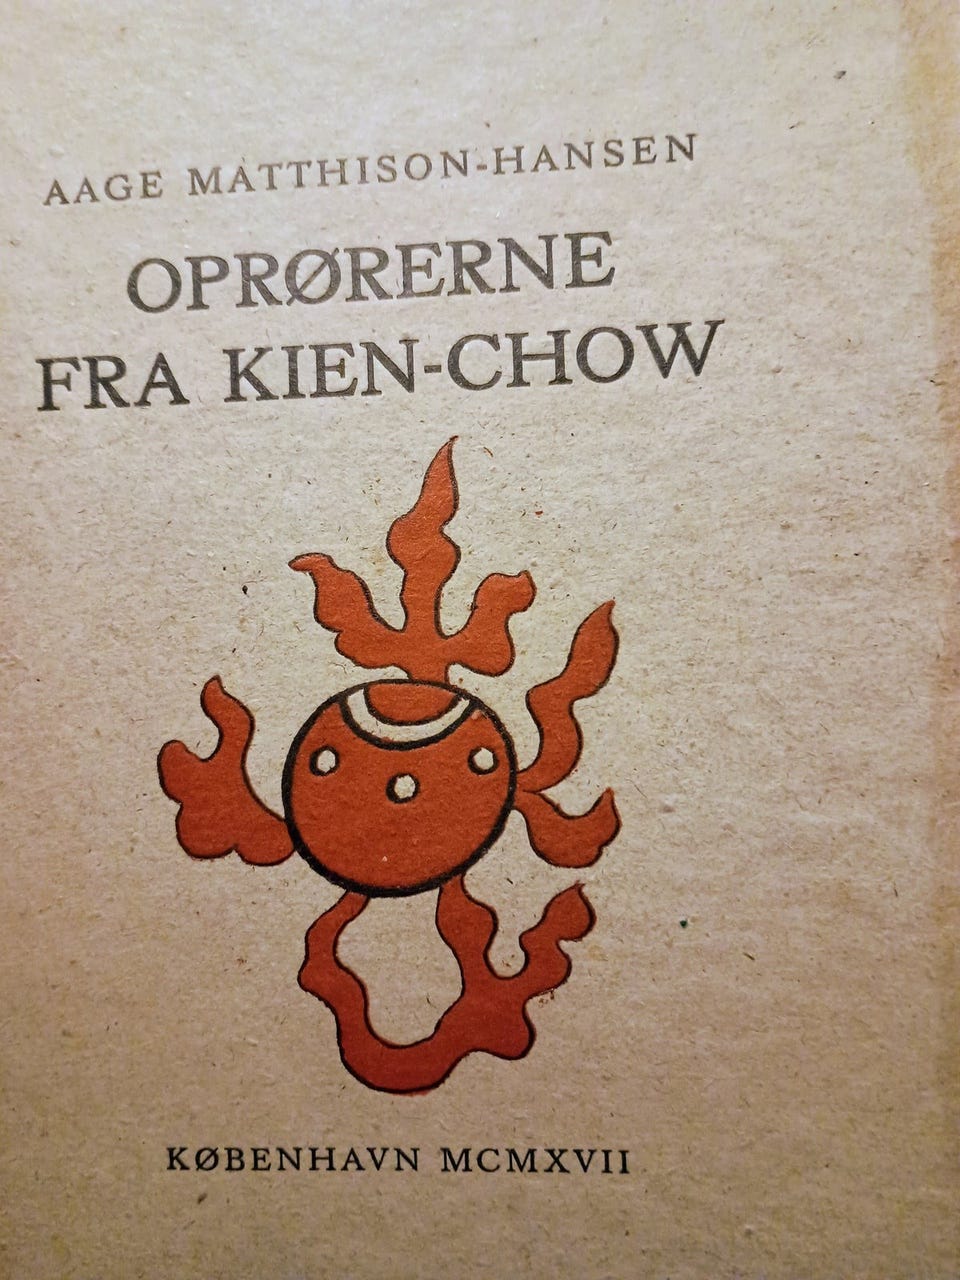 AAGE MATTHISON-HANSEN
OPRØRERNE
FRA KIEN-CHOW
KØBENHAVN MCMXVII